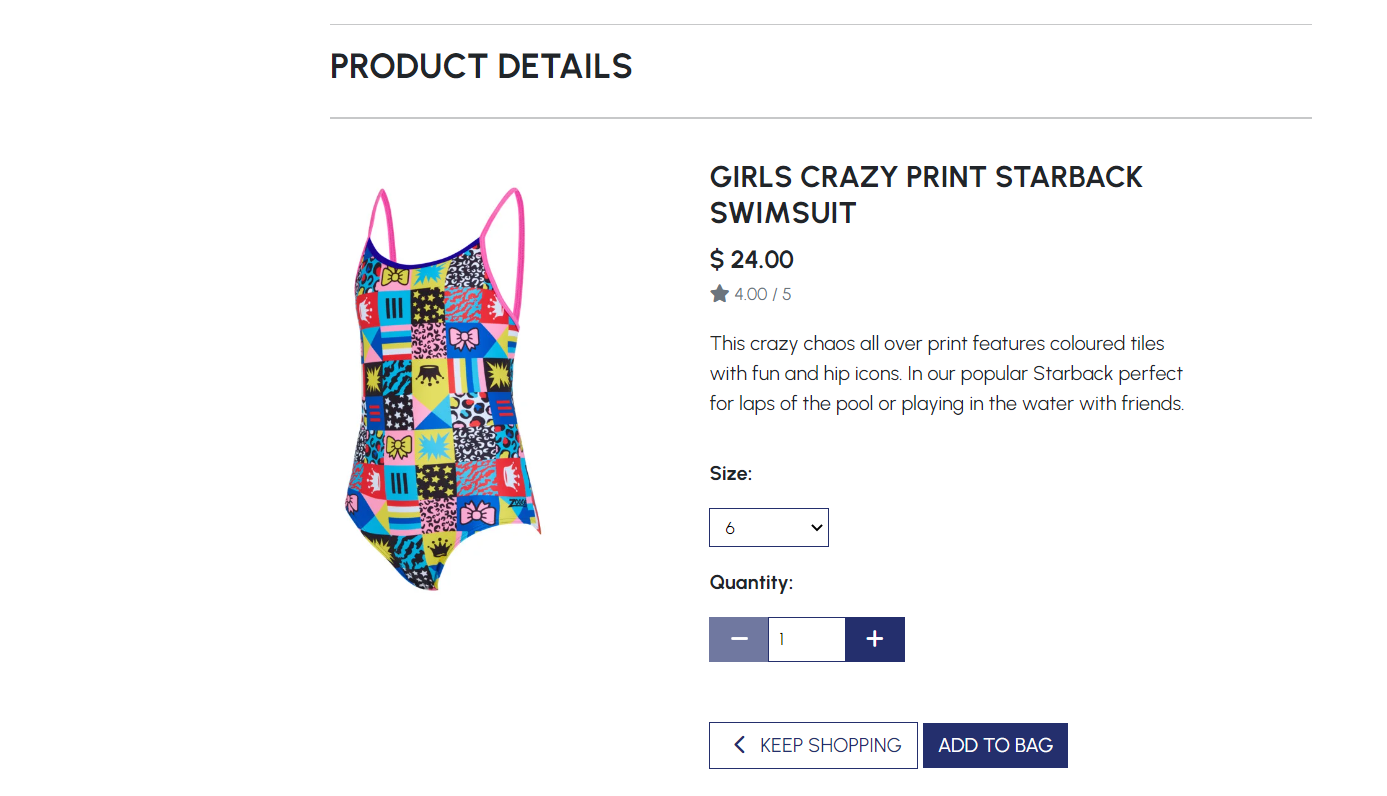 PRODUCT DETAILS
GIRLS CRAZY PRINT STARBACK
SWIMSUIT
$ 24.00
4.00 / 5
This crazy chaos all over print features coloured tiles
with fun and hip icons. In our popular Starback perfect
for laps of the pool or playing in the water with friends.
Size:
6
Quantity:
1
KEEP SHOPPING
ADD TO BAG